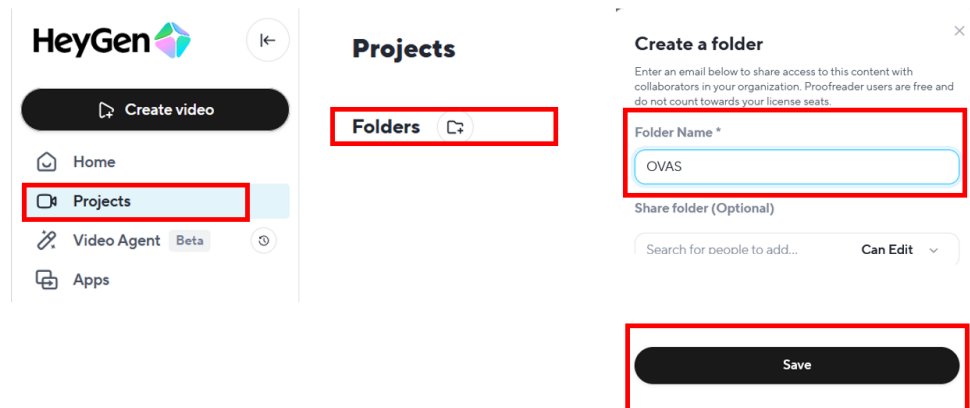 HeyGen
Create video
Home
Projects
Video Agent Beta
Apps
Projects
Folders
Create a folder
Enter an email below to share access to this content with
collaborators in your organization. Proofreader users are free and
do not count towards your license seats.
Folder Name *
OVAS
Share folder (Optional)
Search for people to add... Can Edit
Save